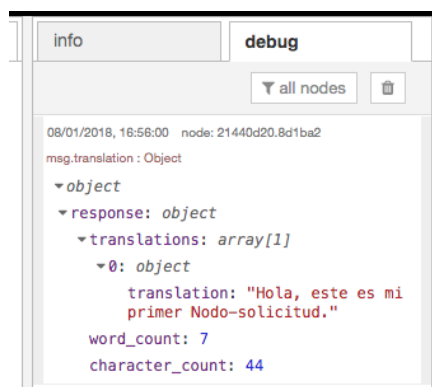 info
debug
all nodes
08/01/2018, 16:56:00 node: 21440d20.8d1ba2
msg.translation : Object
object
response: object
translations: array[1]
0: object
translation: "Hola, este es mi
primer Nodo-solicitud."
word_count: 7
character_count: 44